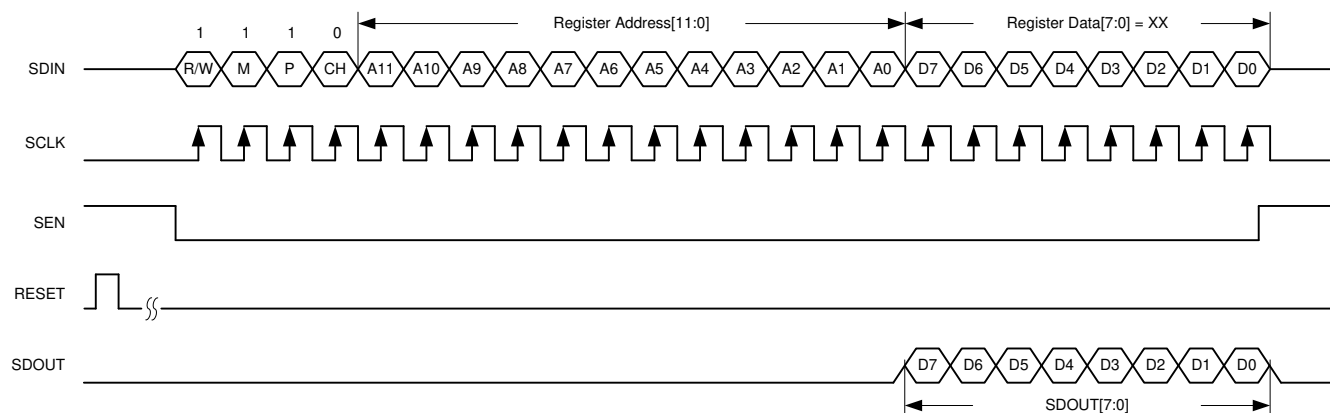 1 1 1 0 Register Address[11:0] Register Data[7:0] = XX
SDIN R/W M P CH A11 A10 A9 A8 A7 A6 A5 A4 A3 A2 A1 A0 D7 D6 D5 D4 D3 D2 D1 D0
SCLK
SEN
RESET
SDOUT D7 D6 D5 D4 D3 D2 D1 D0
SDOUT[7:0]